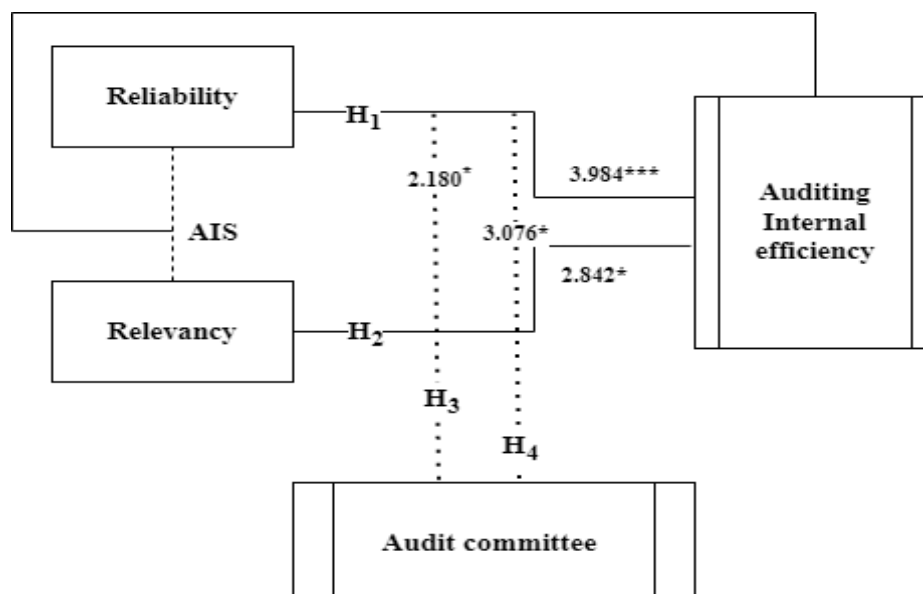 Reliability
H₁
2.180*
3.984***
Auditing
Internal
efficiency
AIS
3.076*
2.842*
Relevancy
H₂
H₃
H₄
Audit committee